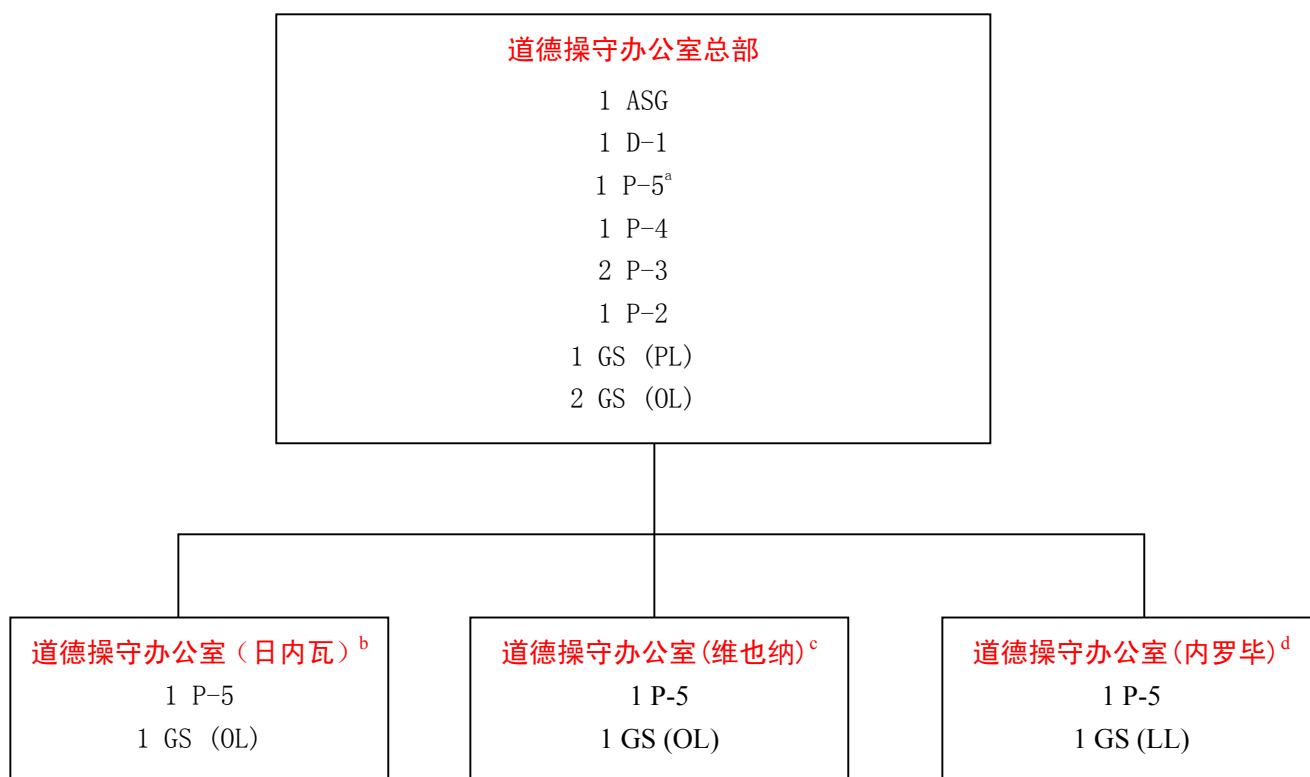 道德操守办公室总部
1 ASG
1 D-1
1 P-5a
1 P-4
2 P-3
1 P-2
1 GS (PL)
2 GS (OL)
道德操守办公室（日内瓦）b
1 P-5
1 GS (OL)
道德操守办公室(维也纳)c
1 P-5
1 GS (OL)
道德操守办公室(内罗毕)d
1 P-5
1 GS (LL)